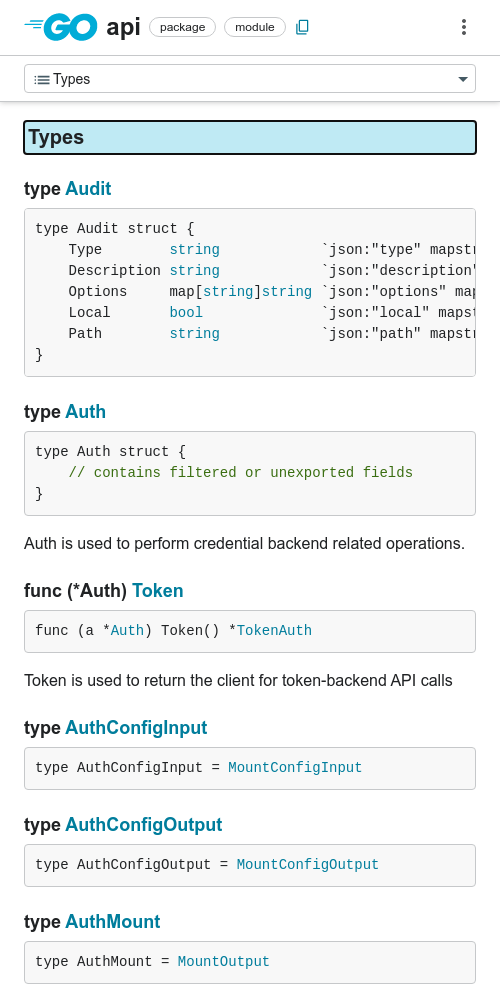 GO api package module
Types
Types
type Audit
type Audit struct {
    Type        string            `json:"type" mapstr
    Description string            `json:"description"
    Options     map[string]string `json:"options" map
    Local       bool              `json:"local" mapst
    Path        string            `json:"path" mapstr
}
type Auth
type Auth struct {
    // contains filtered or unexported fields
}
Auth is used to perform credential backend related operations.
func (*Auth) Token
func (a *Auth) Token() *TokenAuth
Token is used to return the client for token-backend API calls
type AuthConfigInput
type AuthConfigInput = MountConfigInput
type AuthConfigOutput
type AuthConfigOutput = MountConfigOutput
type AuthMount
type AuthMount = MountOutput